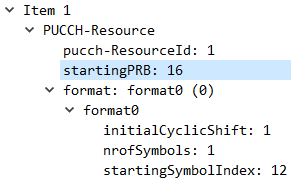 Item 1
PUCCH-Resource
pucch-ResourceId: 1
startingPRB: 16
format: format0 (0)
format0
initialCyclicShift: 1
nrofSymbols: 1
startingSymbolIndex: 12